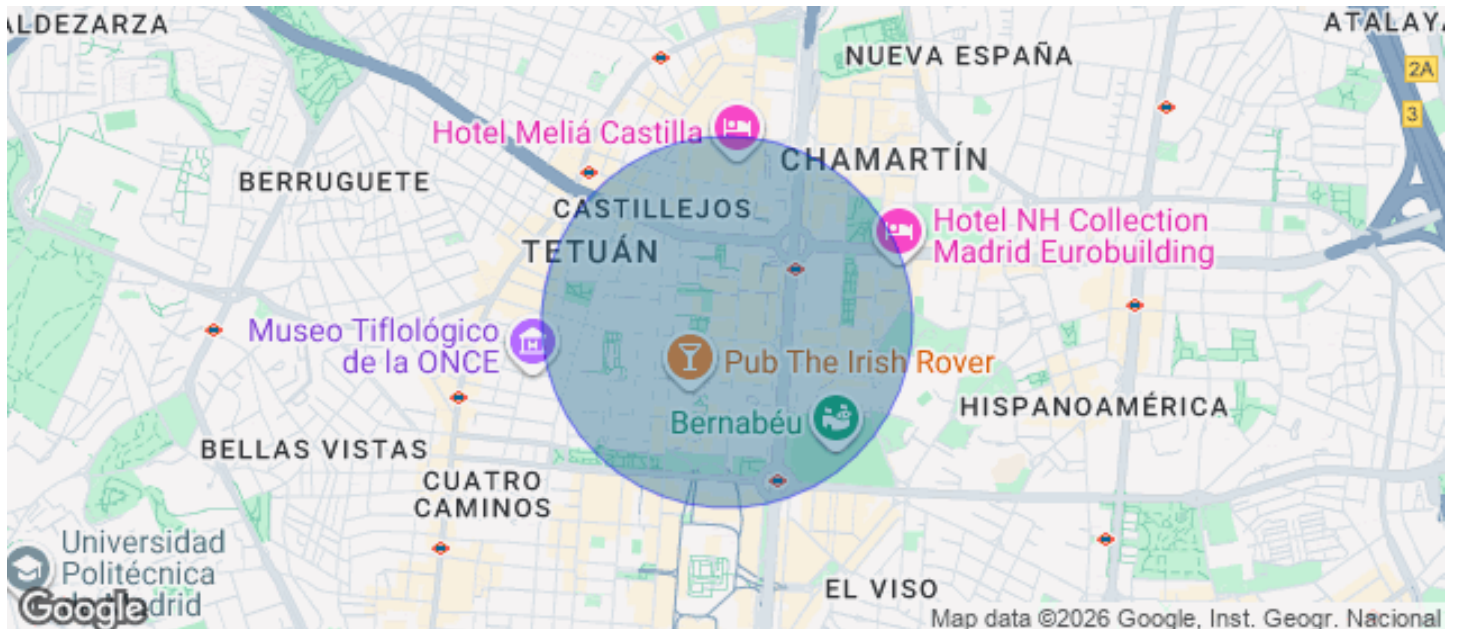 ALDEZARZA
ATALAYA
NUEVA ESPAÑA
2A
3
Hotel Meliá Castilla
CHAMARTÍN
BERRUGUETE
CASTILLEJOS
TETUÁN
Hotel NH Collection
Madrid Eurobuilding
Museo Tiflológico
de la ONCE
Pub The Irish Rover
Bernabéu
HISPANOAMÉRICA
BELLAS VISTAS
CUATRO
CAMINOS
Universidad
Politécnica
de Madrid
Google
EL VISO
Map data ©2026 Google, Inst. Geogr. Nacional